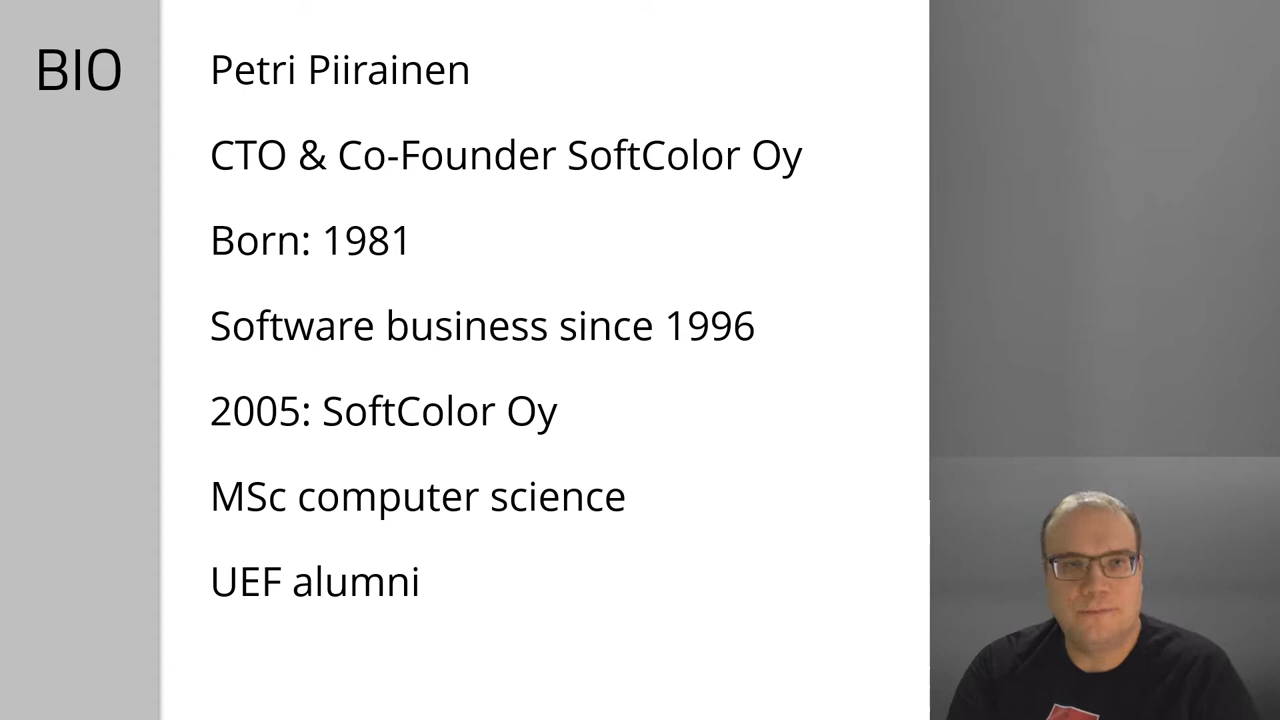 BIO
Petri Piirainen
CTO & Co-Founder SoftColor Oy
Born: 1981
Software business since 1996
2005: SoftColor Oy
MSc computer science
UEF alumni